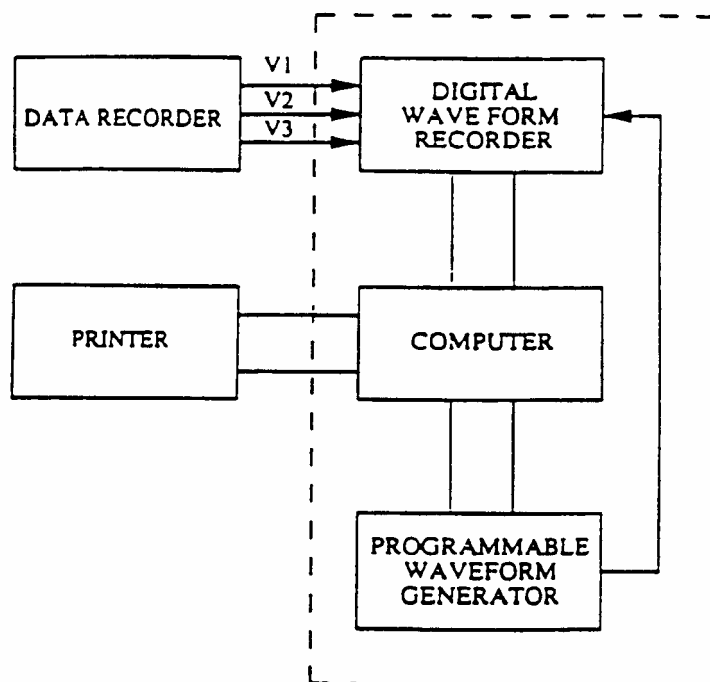 V1
V2
V3
DATA RECORDER
DIGITAL
WAVE FORM
RECORDER
PRINTER
COMPUTER
PROGRAMMABLE
WAVEFORM
GENERATOR